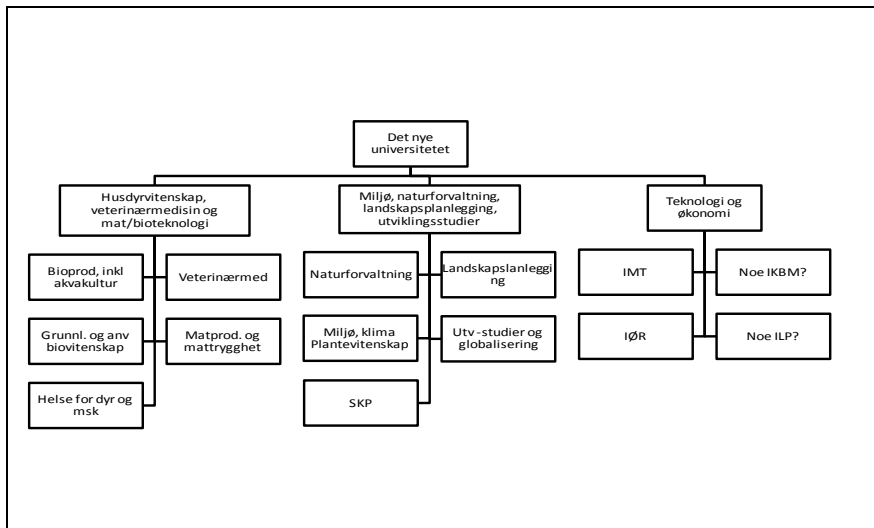 Det nye
universitetet
Husdyrvitenskap,
veterinærmedisin og
mat/bioteknologi
Miljø, naturforvaltning,
landskapsplanlegging,
utviklingsstudier
Teknologi og
økonomi
Bioprod, inkl
akvakultur
Veterinærmed
Naturforvaltning
Landskapslanleggi
ng
IMT
Noe IKBM?
Grunnl. og anv
biovitenskap
Matprod. og
mattrygghet
Miljø, klima
Plantevitenskap
Utv -studier og
globalisering
IØR
Noe ILP?
Helse for dyr og
msk
SKP